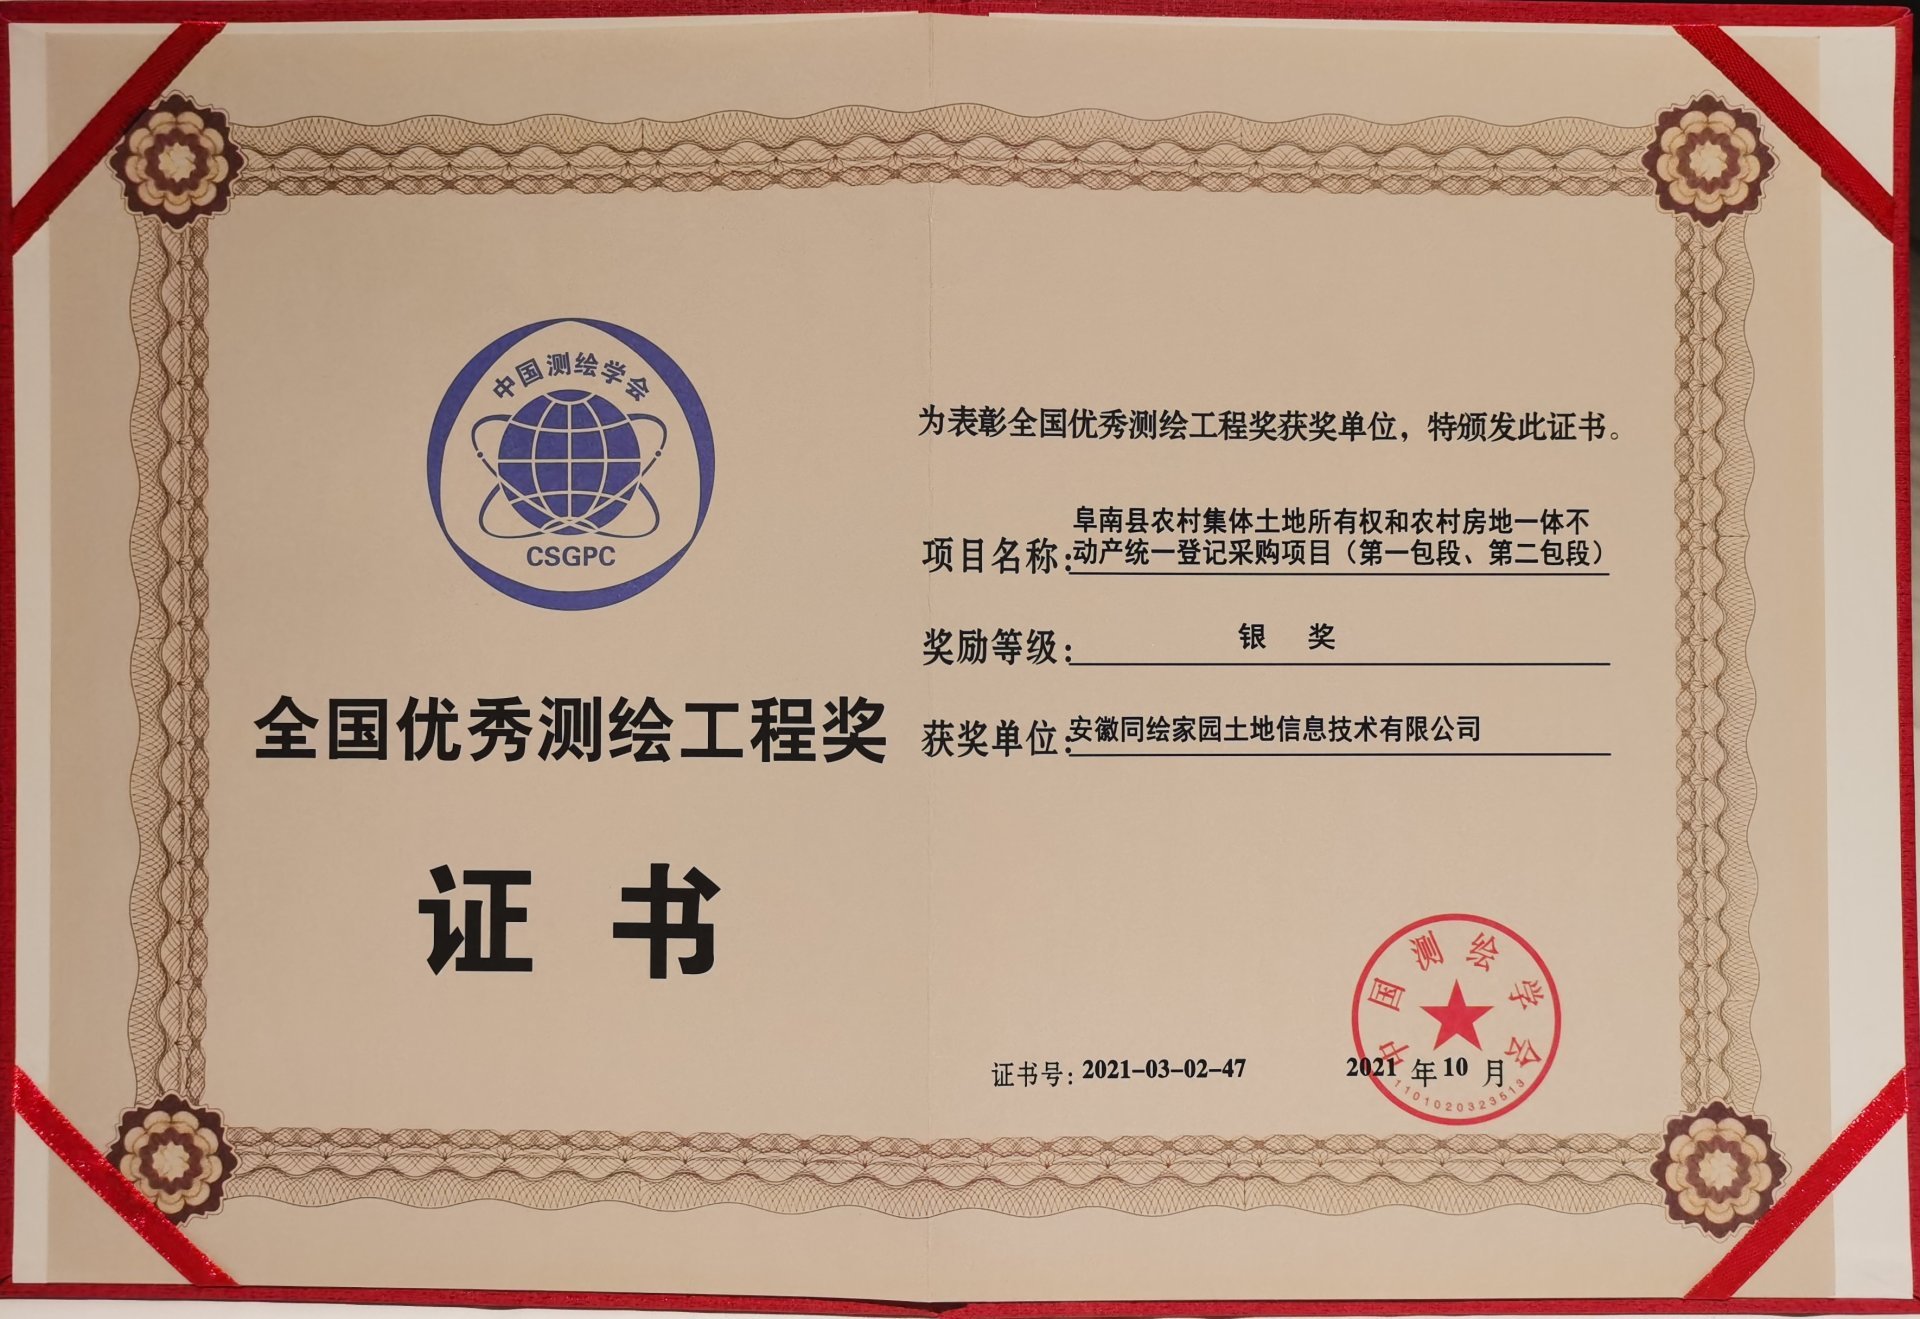 中国测绘学会
CSGPC
全国优秀测绘工程奖
证 书
为表彰全国优秀测绘工程奖获奖单位，特颁发此证书。
项目名称：阜南县农村集体土地所有权和农村房地一体不
动产统一登记采购项目（第一包段、第二包段）
奖励等级：银 奖
获奖单位：安徽同绘家园土地信息技术有限公司
证书号：2021-03-02-47
2021 年 10 月
中国测绘学会
1101020323513